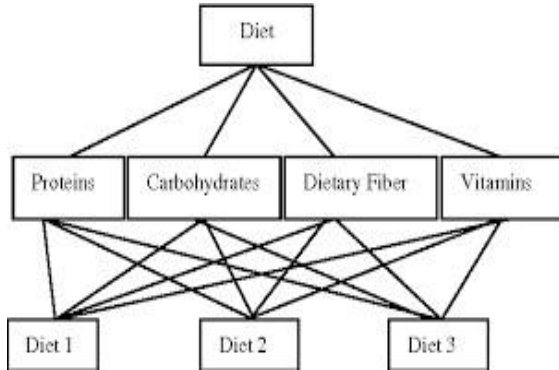 Diet
Proteins
Carbohydrates
Dietary Fiber
Vitamins
Diet 1
Diet 2
Diet 3